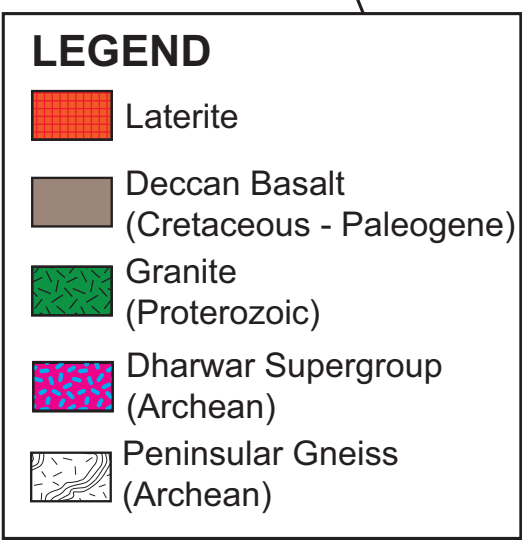 LEGEND
Laterite
Deccan Basalt
(Cretaceous - Paleogene)
Granite
(Proterozoic)
Dharwar Supergroup
(Archean)
Peninsular Gneiss
(Archean)